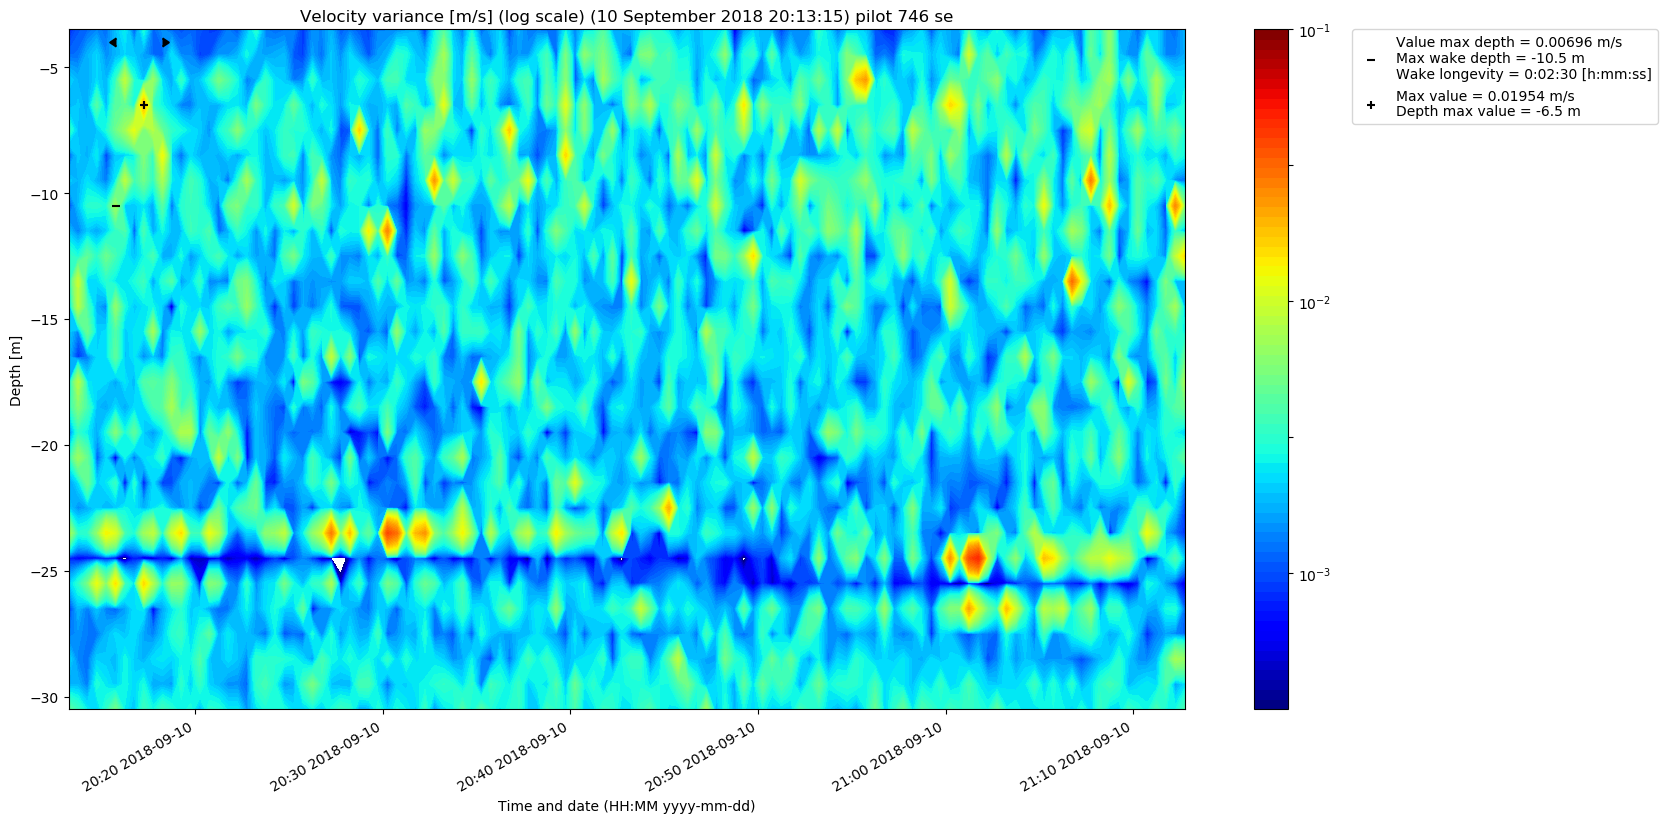 Velocity variance [m/s] (log scale) (10 September 2018 20:13:15) pilot 746 se
Value max depth = 0.00696 m/s
Max wake depth = -10.5 m
Wake longevity = 0:02:30 [h:mm:ss]
Max value = 0.01954 m/s
Depth max value = -6.5 m
10⁻¹
10⁻²
10⁻³
Depth [m]
−5
−10
−15
−20
−25
−30
20:20 2018-09-10
20:30 2018-09-10
20:40 2018-09-10
20:50 2018-09-10
21:00 2018-09-10
21:10 2018-09-10
Time and date (HH:MM yyyy-mm-dd)